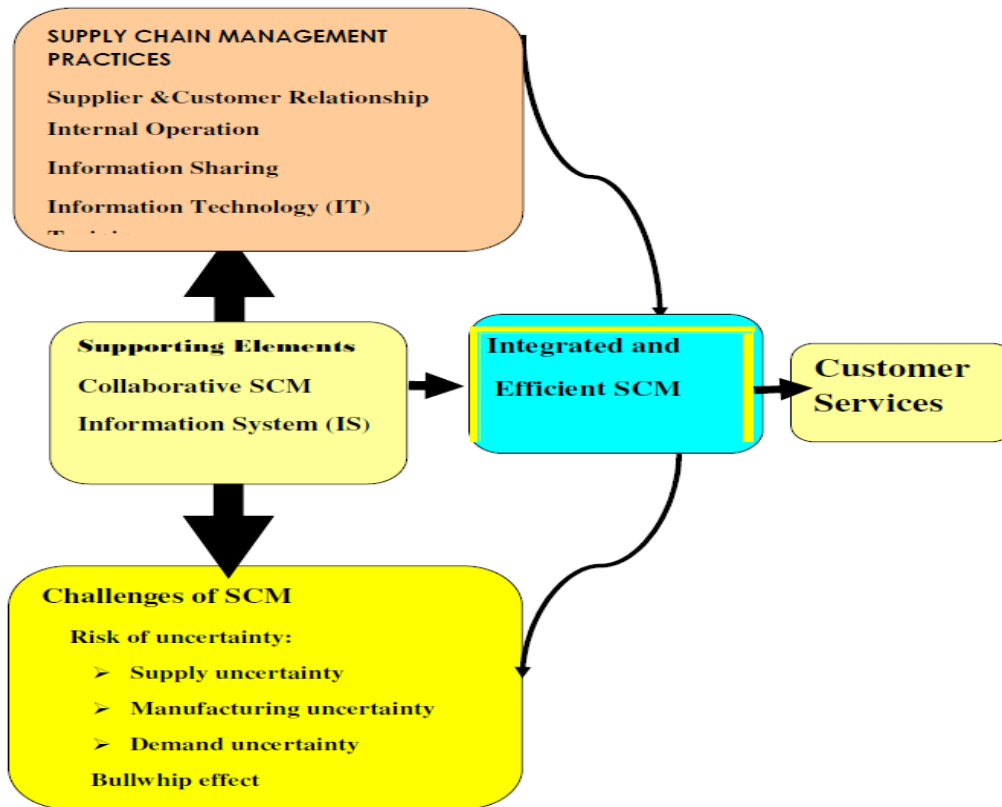 SUPPLY CHAIN MANAGEMENT
PRACTICES
Supplier &Customer Relationship
Internal Operation
Information Sharing
Information Technology (IT)
Supporting Elements
Collaborative SCM
Information System (IS)
Integrated and
Efficient SCM
Customer
Services
Challenges of SCM
Risk of uncertainty:
➢ Supply uncertainty
➢ Manufacturing uncertainty
➢ Demand uncertainty
Bullwhip effect